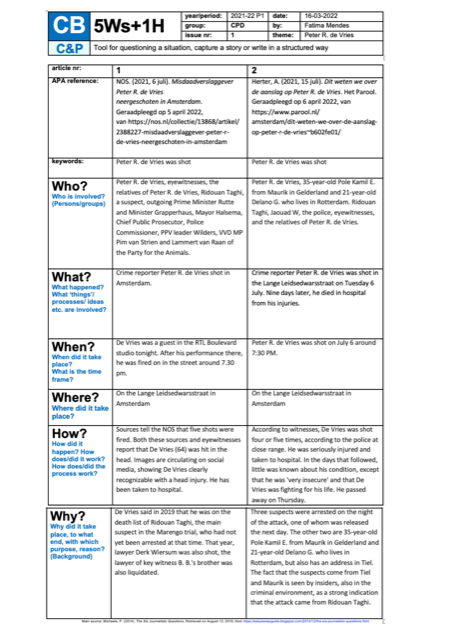 CB 5Ws+1H
C&P
year/period: 2021-22 P1 date: 16-03-2022
group: CPD by: Fatima Mendes
issue nr: 1 theme: Peter R. de Vries
Tool for questioning a situation, capture a story or write in a structured way
article nr: 1 2
APA reference:
NOS. (2021, 6 juli). Misdaadverslaggever
Peter R. de Vries
neergeschoten in Amsterdam.
Geraadpleegd op 5 april 2022,
van https://nos.nl/collectie/13868/artikel/
2388227-misdaadverslaggever-peter-r-
de-vries-neergeschoten-in-amsterdam
Herter, A. (2021, 15 juli). Dit weten we over
de aanslag op Peter R. de Vries. Het Parool.
Geraadpleegd op 6 april 2022, van
https://www.parool.nl/
amsterdam/dit-weten-we-over-de-aanslag-
op-peter-r-de-vries~b602fe01/
keywords: Peter R. de Vries was shot Peter R. de Vries was shot
Who?
Who is involved?
(Persons/groups)
Peter R. de Vries, eyewitnesses, the
relatives of Peter R. de Vries, Ridouan Taghi,
a suspect, outgoing Prime Minister Rutte
and Minister Grapperhaus, Mayor Halsema,
Chief Public Prosecutor, Police
Commissioner, PPV leader Wilders, VVD MP
Pim van Strien and Lammert van Raan of
the Party for the Animals.
Peter R. de Vries, 35-year-old Pole Kamil E.
from Maurik in Gelderland and 21-year-old
Delano G. who lives in Rotterdam. Ridouan
Taghi, Jaouad W, the police, eyewitnesses,
and the relatives of Peter R. de Vries.
What?
What happened?
What 'things'/
processes/ ideas
etc. are involved?
Crime reporter Peter R. de Vries shot in
Amsterdam.
Crime reporter Peter R. de Vries was shot in
the Lange Leidsedwarsstraat on Tuesday 6
July. Nine days later, he died in hospital
from his injuries.
When?
When did it take
place?
What is the time
frame?
De Vries was a guest in the RTL Boulevard
studio tonight. After his performance there,
he was fired on in the street around 7.30
pm.
Peter R. de Vries was shot on July 6 around
7:30 PM.
Where?
Where did it take
place?
On the Lange Leidsedwarsstraat in
Amsterdam
On the Lange Leidsedwarsstraat in
Amsterdam
How?
How did it
happen? How
does/did it work?
How does/did the
process work?
Sources tell the NOS that five shots were
fired. Both these sources and eyewitnesses
report that De Vries (64) was hit in the
head. Images are circulating on social
media, showing De Vries clearly
recognizable with a head injury. He has
been taken to hospital.
According to witnesses, De Vries was shot
four or five times, according to the police at
close range. He was seriously injured and
taken to hospital. In the days that followed,
little was known about his condition, except
that he was 'very insecure' and that De
Vries was fighting for his life. He passed
away on Thursday.
Why?
Why did it take
place, to what
end, with which
purpose, reason?
(Background)
De Vries said in 2019 that he was on the
death list of Ridouan Taghi, the main
suspect in the Marengo trial, who had not
yet been arrested at that time. That year,
lawyer Derk Wiersum was also shot, the
lawyer of key witness B. B.'s brother was
also liquidated.
Three suspects were arrested on the night
of the attack, one of whom was released
the next day. The other two are 35-year-old
Pole Kamil E. from Maurik in Gelderland and
21-year-old Delano G. who lives in
Rotterdam, but also has an address in Tiel.
The fact that the suspects come from Tiel
and Maurik is seen by insiders, also in the
criminal environment, as a strong indication
that the attack came from Ridouan Taghi.